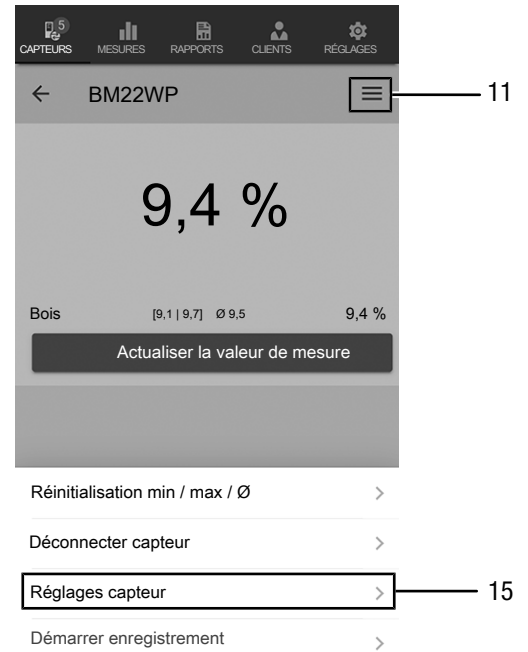 5
CAPTEURS MESURES RAPPORTS CLIENTS RÉGLAGES
BM22WP
11
9,4 %
Bois [9,1 | 9,7] Ø 9,5 9,4 %
Actualiser la valeur de mesure
Réinitialisation min / max / Ø
Déconnecter capteur
Réglages capteur
15
Démarrer enregistrement